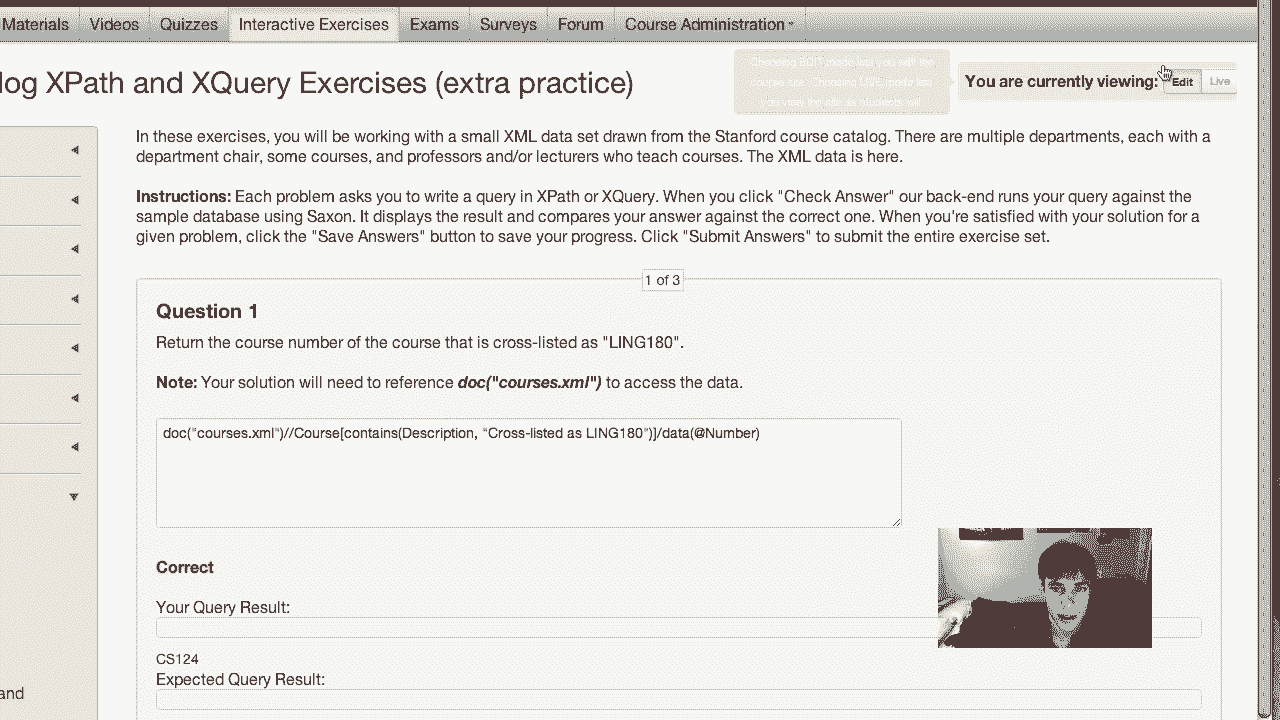 Materials Videos Quizzes Interactive Exercises Exams Surveys Forum Course Administration
Choosing EDIT mode lets you edit the
course site. Choosing LIVE mode lets
you view the site as students will
log XPath and XQuery Exercises (extra practice)
You are currently viewing: Edit Live
In these exercises, you will be working with a small XML data set drawn from the Stanford course catalog. There are multiple departments, each with a
department chair, some courses, and professors and/or lecturers who teach courses. The XML data is here.
Instructions: Each problem asks you to write a query in XPath or XQuery. When you click "Check Answer" our back-end runs your query against the
sample database using Saxon. It displays the result and compares your answer against the correct one. When you're satisfied with your solution for a
given problem, click the "Save Answers" button to save your progress. Click "Submit Answers" to submit the entire exercise set.
1 of 3
Question 1
Return the course number of the course that is cross-listed as "LING180".
Note: Your solution will need to reference doc("courses.xml") to access the data.
doc("courses.xml")//Course[contains(Description, "Cross-listed as LING180")]/data(@Number)
Correct
Your Query Result:
CS124
Expected Query Result:
and